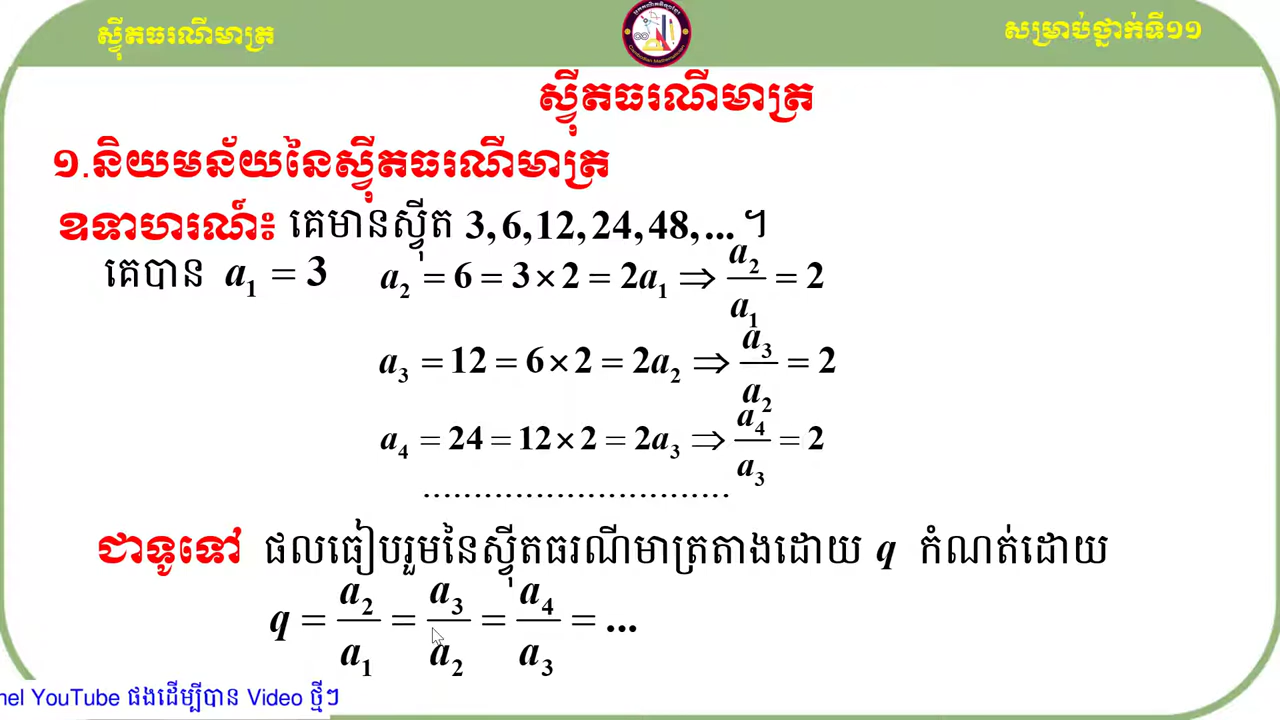 ស្វ៊ីតធរណីមាត្រ
សម្រាប់ថ្នាក់ទី១១
ស្វ៊ីតធរណីមាត្រ
១.និយមន័យនៃស្វ៊ីតធរណីមាត្រ
ឧទាហរណ៍៖ គេមានស្វ៊ីត 3,6,12,24,48,... ។
គេបាន a₁ = 3 a₂ = 6 = 3×2 = 2a₁ ⇒ a₂/a₁ = 2
a₃ = 12 = 6×2 = 2a₂ ⇒ a₃/a₂ = 2
a₄ = 24 = 12×2 = 2a₃ ⇒ a₄/a₃ = 2
..............................
ជាទូទៅ ផលធៀបរួមនៃស្វ៊ីតធរណីមាត្រតាងដោយ q កំណត់ដោយ
q = a₂/a₁ = a₃/a₂ = a₄/a₃ = ...
nel YouTube ផងដើម្បីបាន Video ថ្មីៗ